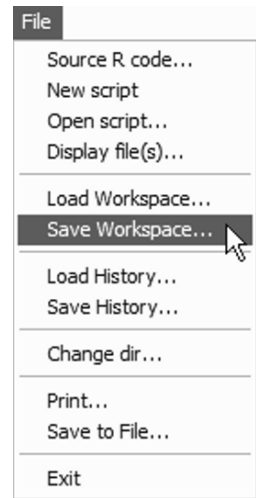 File
Source R code...
New script
Open script...
Display file(s)...
Load Workspace...
Save Workspace...
Load History...
Save History...
Change dir...
Print...
Save to File...
Exit